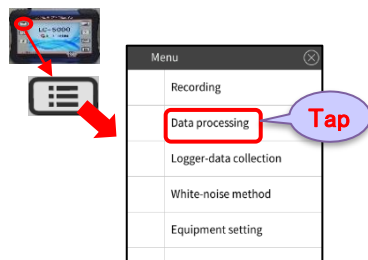 LC-5000
Menu
Recording
Data processing
Tap
Logger-data collection
White-noise method
Equipment setting